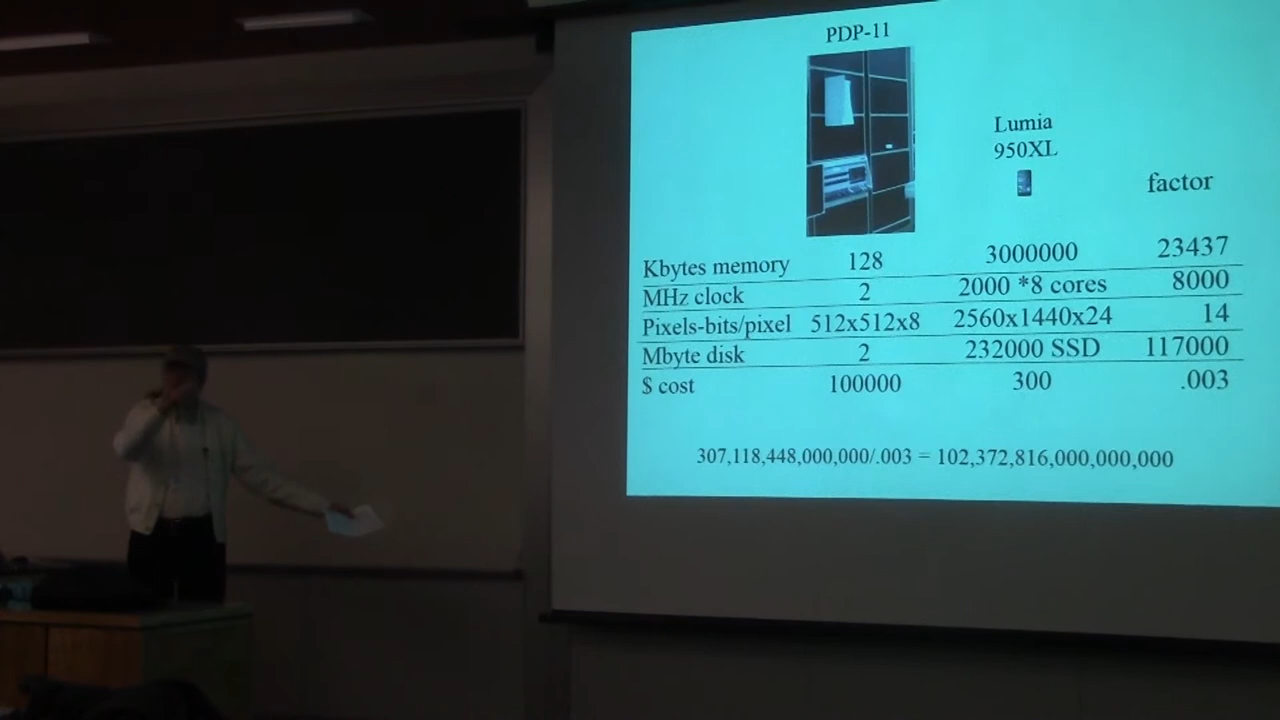 PDP-11
Lumia
950XL
factor
Kbytes memory 128 3000000 23437
MHz clock 2 2000 *8 cores 8000
Pixels-bits/pixel 512x512x8 2560x1440x24 14
Mbyte disk 2 232000 SSD 117000
$ cost 100000 300 .003
307,118,448,000,000/.003 = 102,372,816,000,000,000